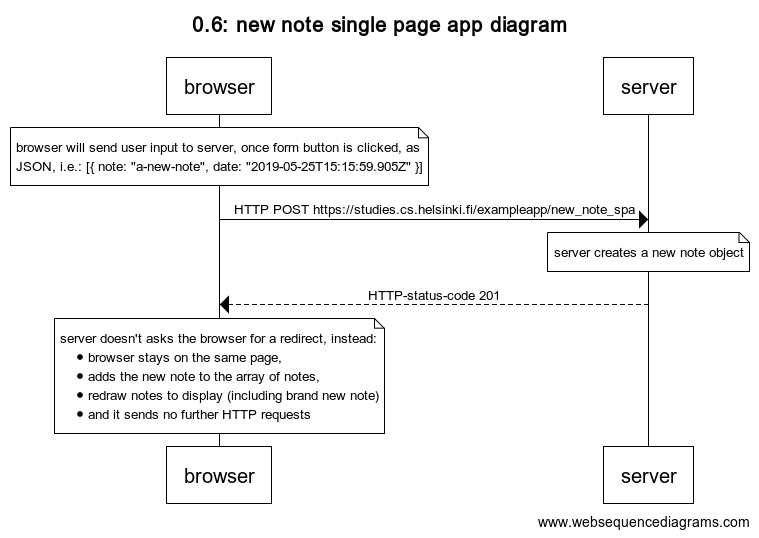 0.6: new note single page app diagram
browser
server
browser will send user input to server, once form button is clicked, as
JSON, i.e.: [{ note: "a-new-note", date: "2019-05-25T15:15:59.905Z" }]
HTTP POST https://studies.cs.helsinki.fi/exampleapp/new_note_spa
server creates a new note object
HTTP-status-code 201
server doesn't asks the browser for a redirect, instead:
• browser stays on the same page,
• adds the new note to the array of notes,
• redraw notes to display (including brand new note)
• and it sends no further HTTP requests
browser
server
www.websequencediagrams.com